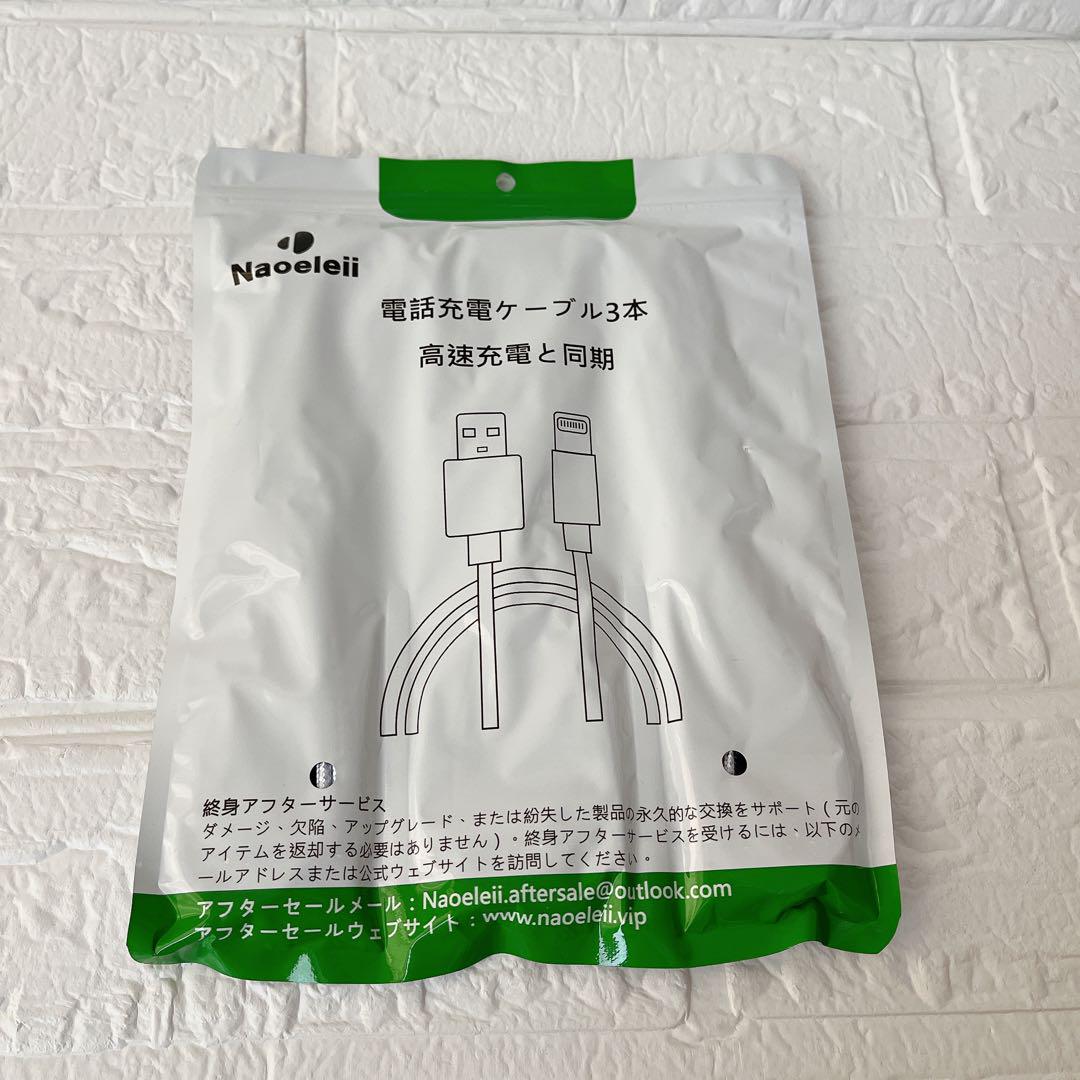 Naoeleii
電話充電ケーブル3本
高速充電と同期
終身アフターサービス
ダメージ、欠陥、アップグレード、または紛失した製品の永久的な交換をサポート（元の
アイテムを返却する必要はありません）。終身アフターサービスを受けるには、以下のメ
ールアドレスまたは公式ウェブサイトを訪問してください。
アフターセールメール：Naoeleii.aftersale@outlook.com
アフターセールウェブサイト：www.naoeleii.vip